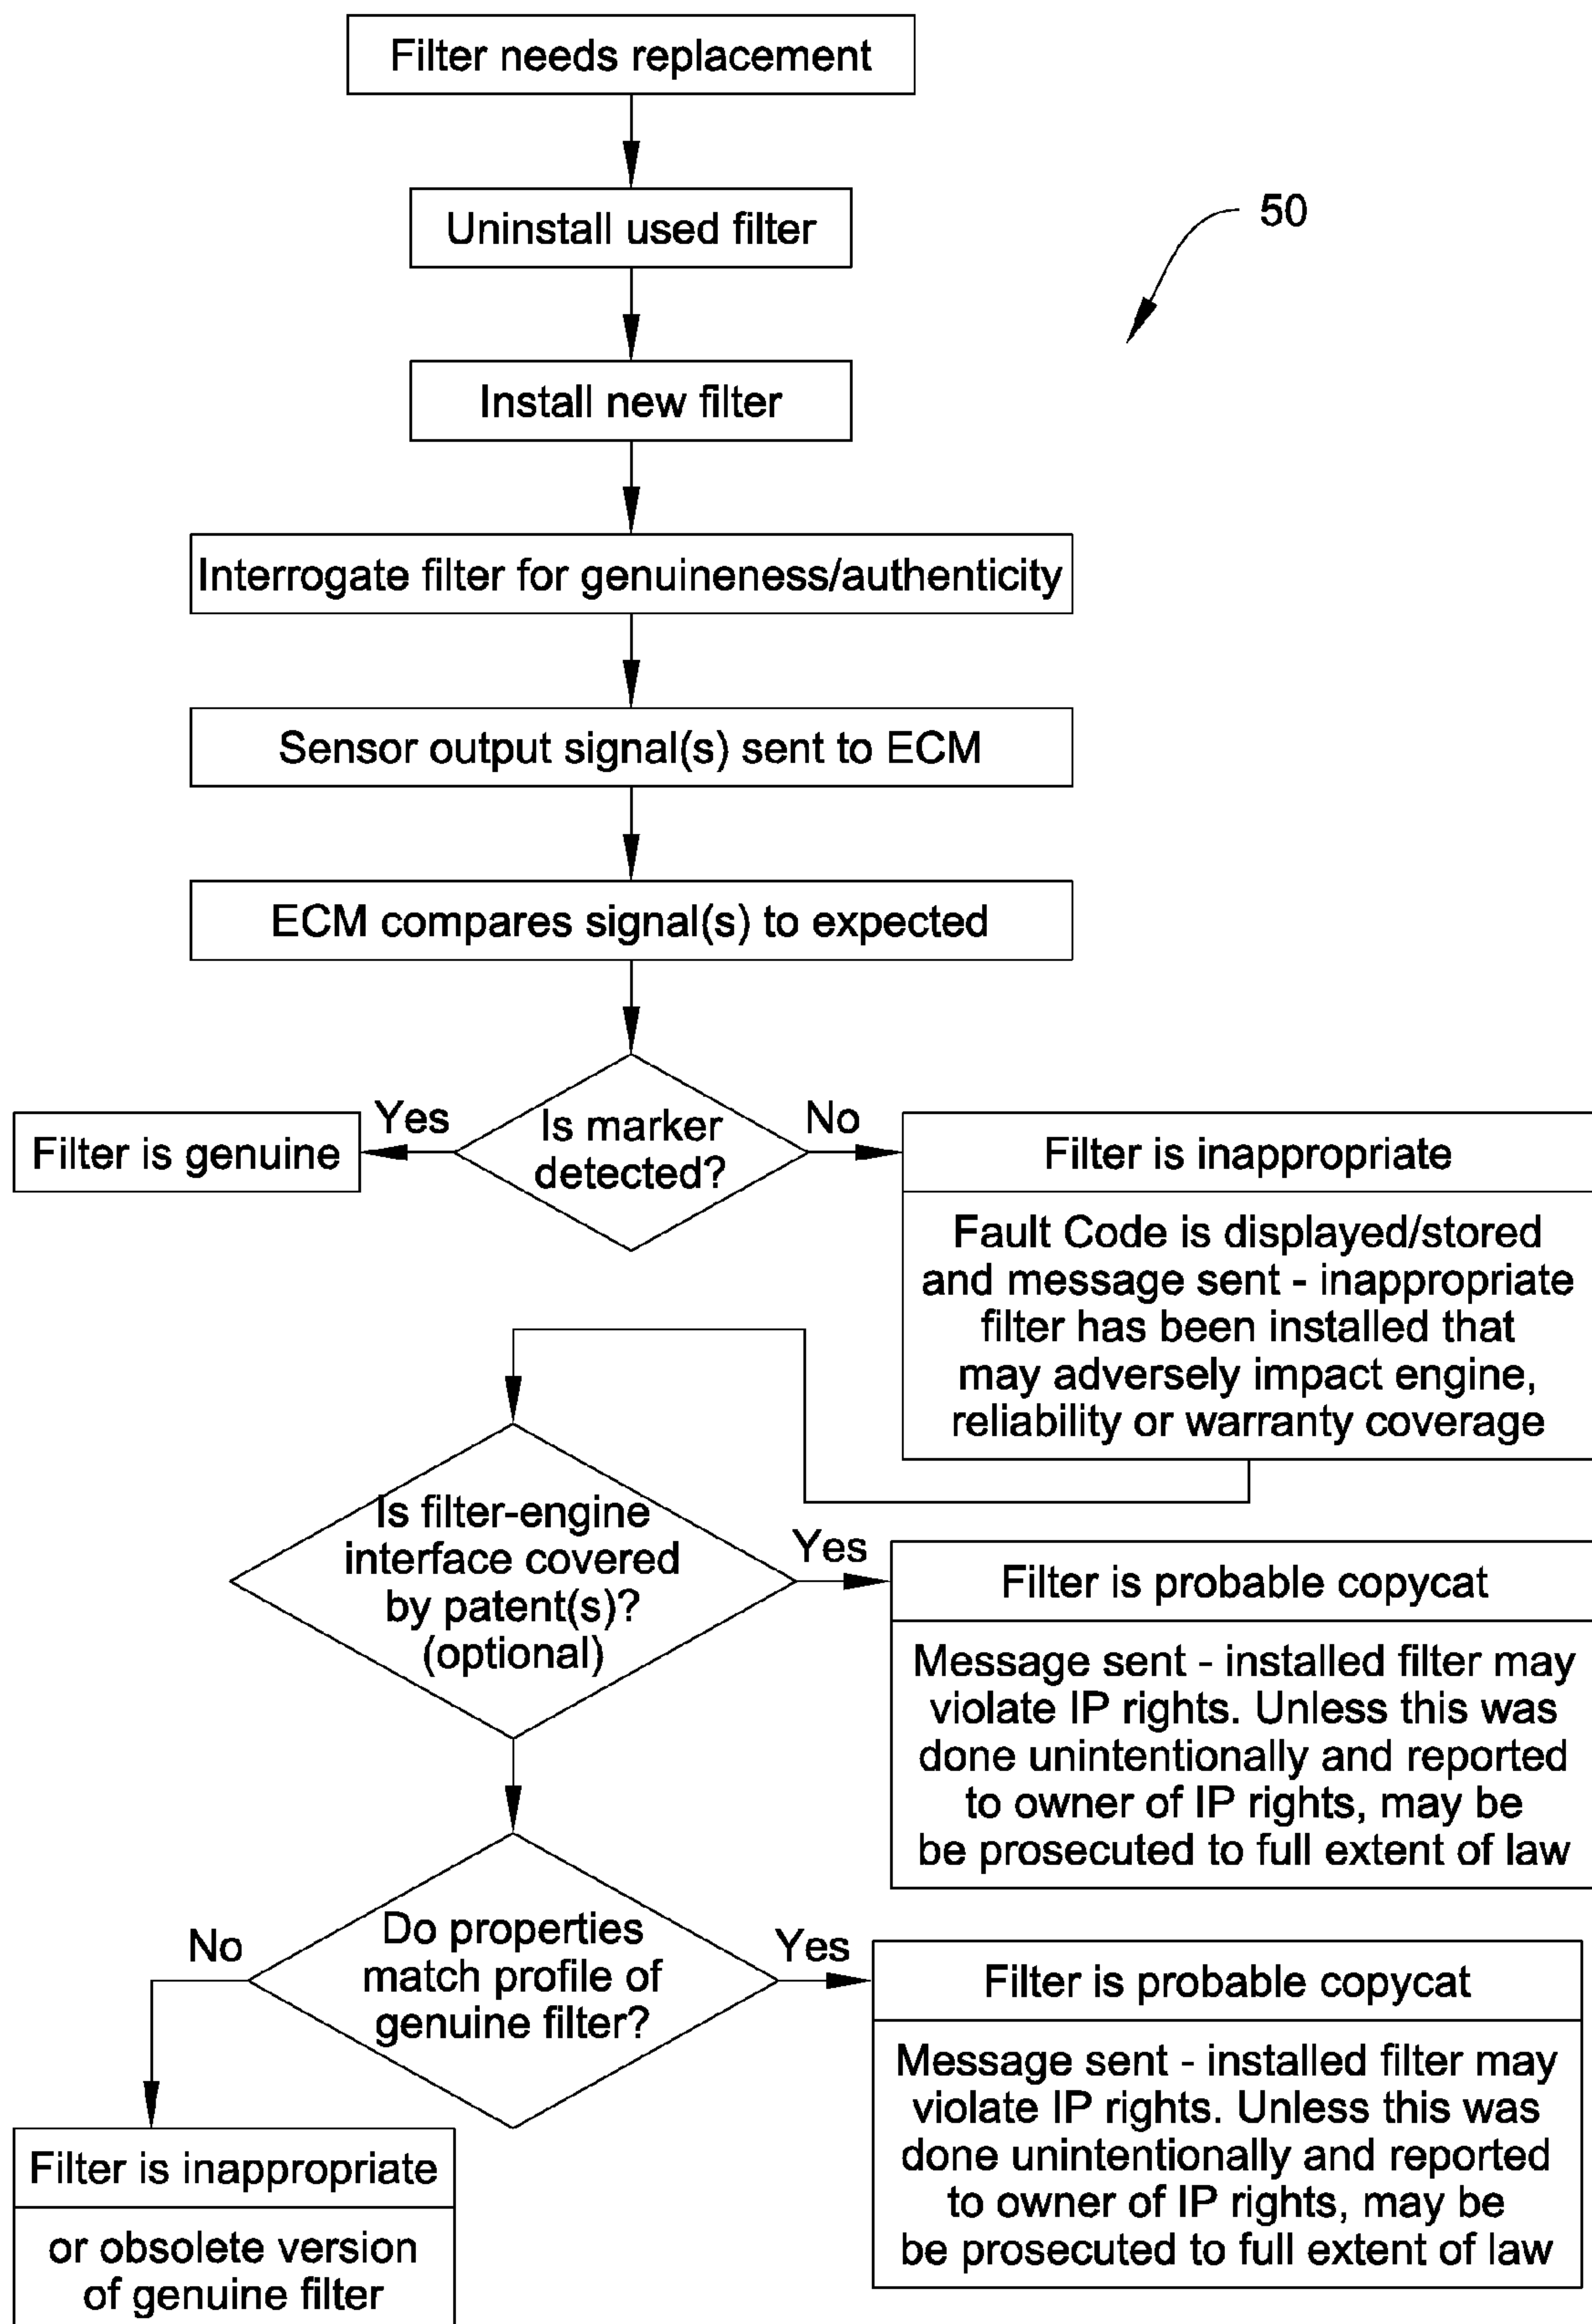 Filter needs replacement
Uninstall used filter
50
Install new filter
Interrogate filter for genuineness/authenticity
Sensor output signal(s) sent to ECM
ECM compares signal(s) to expected
Is marker
detected?
Yes
No
Filter is genuine
Filter is inappropriate
Fault Code is displayed/stored
and message sent - inappropriate
filter has been installed that
may adversely impact engine,
reliability or warranty coverage
Is filter-engine
interface covered
by patent(s)?
(optional)
Yes
Filter is probable copycat
Message sent - installed filter may
violate IP rights. Unless this was
done unintentionally and reported
to owner of IP rights, may be
be prosecuted to full extent of law
Do properties
match profile of
genuine filter?
No
Yes
Filter is probable copycat
Message sent - installed filter may
violate IP rights. Unless this was
done unintentionally and reported
to owner of IP rights, may be
be prosecuted to full extent of law
Filter is inappropriate
or obsolete version
of genuine filter